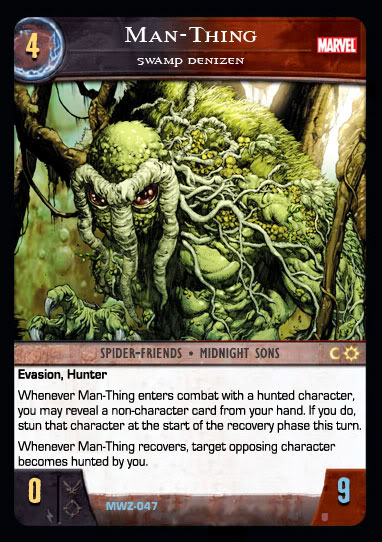 4
Man-Thing
MARVEL
Swamp Denizen
SPIDER-FRIENDS • MIDNIGHT SONS
Evasion, Hunter
Whenever Man-Thing enters combat with a hunted character,
you may reveal a non-character card from your hand. If you do,
stun that character at the start of the recovery phase this turn.
Whenever Man-Thing recovers, target opposing character
becomes hunted by you.
0
MWZ-047
9